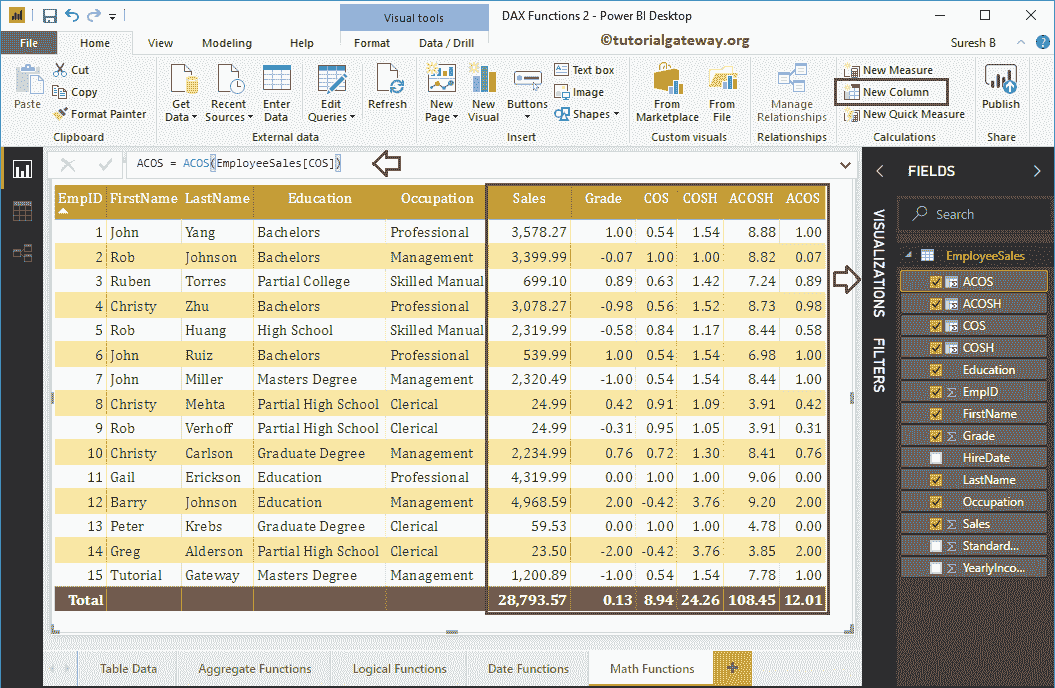 Visual tools
DAX Functions 2 - Power BI Desktop
File Home View Modeling Help Format Data / Drill
©tutorialgateway.org
Suresh B
?
Paste
Cut
Copy
Format Painter
Clipboard
Get Data
Recent Sources
Enter Data
Edit Queries
External data
Refresh
New Page
New Visual
Buttons
Text box
Image
Shapes
Insert
From Marketplace
From File
Custom visuals
Manage Relationships
Relationships
New Measure
New Column
New Quick Measure
Calculations
Publish
Share
ACOS = ACOS(EmployeeSales[COS])
EmpID FirstName LastName Education Occupation Sales Grade COS COSH ACOSH ACOS
1 John Yang Bachelors Professional 3,578.27 1.00 0.54 1.54 8.88 1.00
2 Rob Johnson Bachelors Management 3,399.99 -0.07 1.00 1.00 8.82 0.07
3 Ruben Torres Partial College Skilled Manual 699.10 0.89 0.63 1.42 7.24 0.89
4 Christy Zhu Bachelors Professional 3,078.27 -0.98 0.56 1.52 8.73 0.98
5 Rob Huang High School Skilled Manual 2,319.99 -0.58 0.84 1.17 8.44 0.58
6 John Ruiz Bachelors Professional 539.99 1.00 0.54 1.54 6.98 1.00
7 John Miller Masters Degree Management 2,320.49 -1.00 0.54 1.54 8.44 1.00
8 Christy Mehta Partial High School Clerical 24.99 0.42 0.91 1.09 3.91 0.42
9 Rob Verhoff Partial High School Clerical 24.99 -0.31 0.95 1.05 3.91 0.31
10 Christy Carlson Graduate Degree Management 2,234.99 0.76 0.72 1.30 8.41 0.76
11 Gail Erickson Education Professional 4,319.99 0.00 1.00 1.00 9.06 0.00
12 Barry Johnson Education Management 4,968.59 2.00 -0.42 3.76 9.20 2.00
13 Peter Krebs Graduate Degree Clerical 59.53 0.00 1.00 1.00 4.78 0.00
14 Greg Alderson Partial High School Clerical 23.50 -2.00 -0.42 3.76 3.85 2.00
15 Tutorial Gateway Masters Degree Management 1,200.89 -1.00 0.54 1.54 7.78 1.00
Total 28,793.57 0.13 8.94 24.26 108.45 12.01
VISUALIZATIONS
FILTERS
FIELDS
Search
EmployeeSales
ACOS
ACOSH
COS
COSH
Education
Σ EmpID
FirstName
Σ Grade
HireDate
LastName
Occupation
Σ Sales
Σ Standard...
Σ YearlyInco...
Table Data Aggregate Functions Logical Functions Date Functions Math Functions +